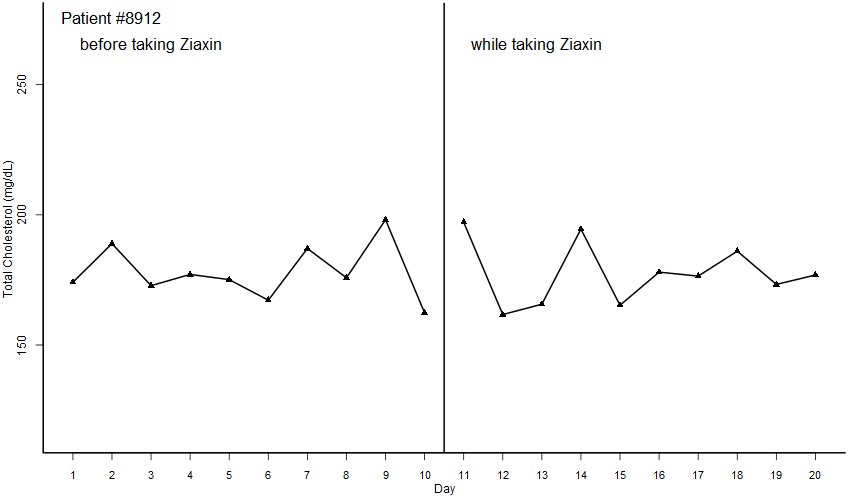 Patient #8912
before taking Ziaxin
while taking Ziaxin
Total Cholesterol (mg/dL)
250
200
150
1 2 3 4 5 6 7 8 9 10 11 12 13 14 15 16 17 18 19 20
Day